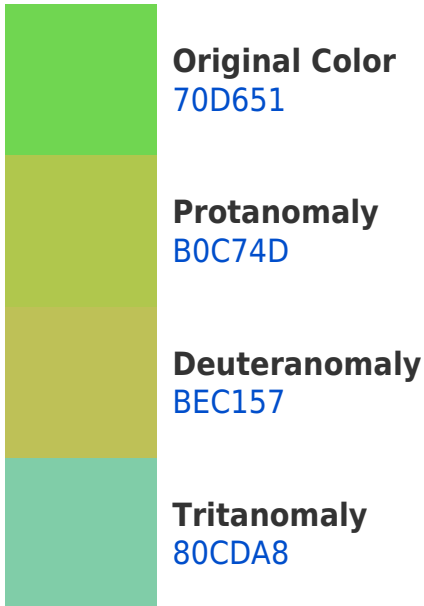 Original Color
70D651
Protanomaly
B0C74D
Deuteranomaly
BEC157
Tritanomaly
80CDA8